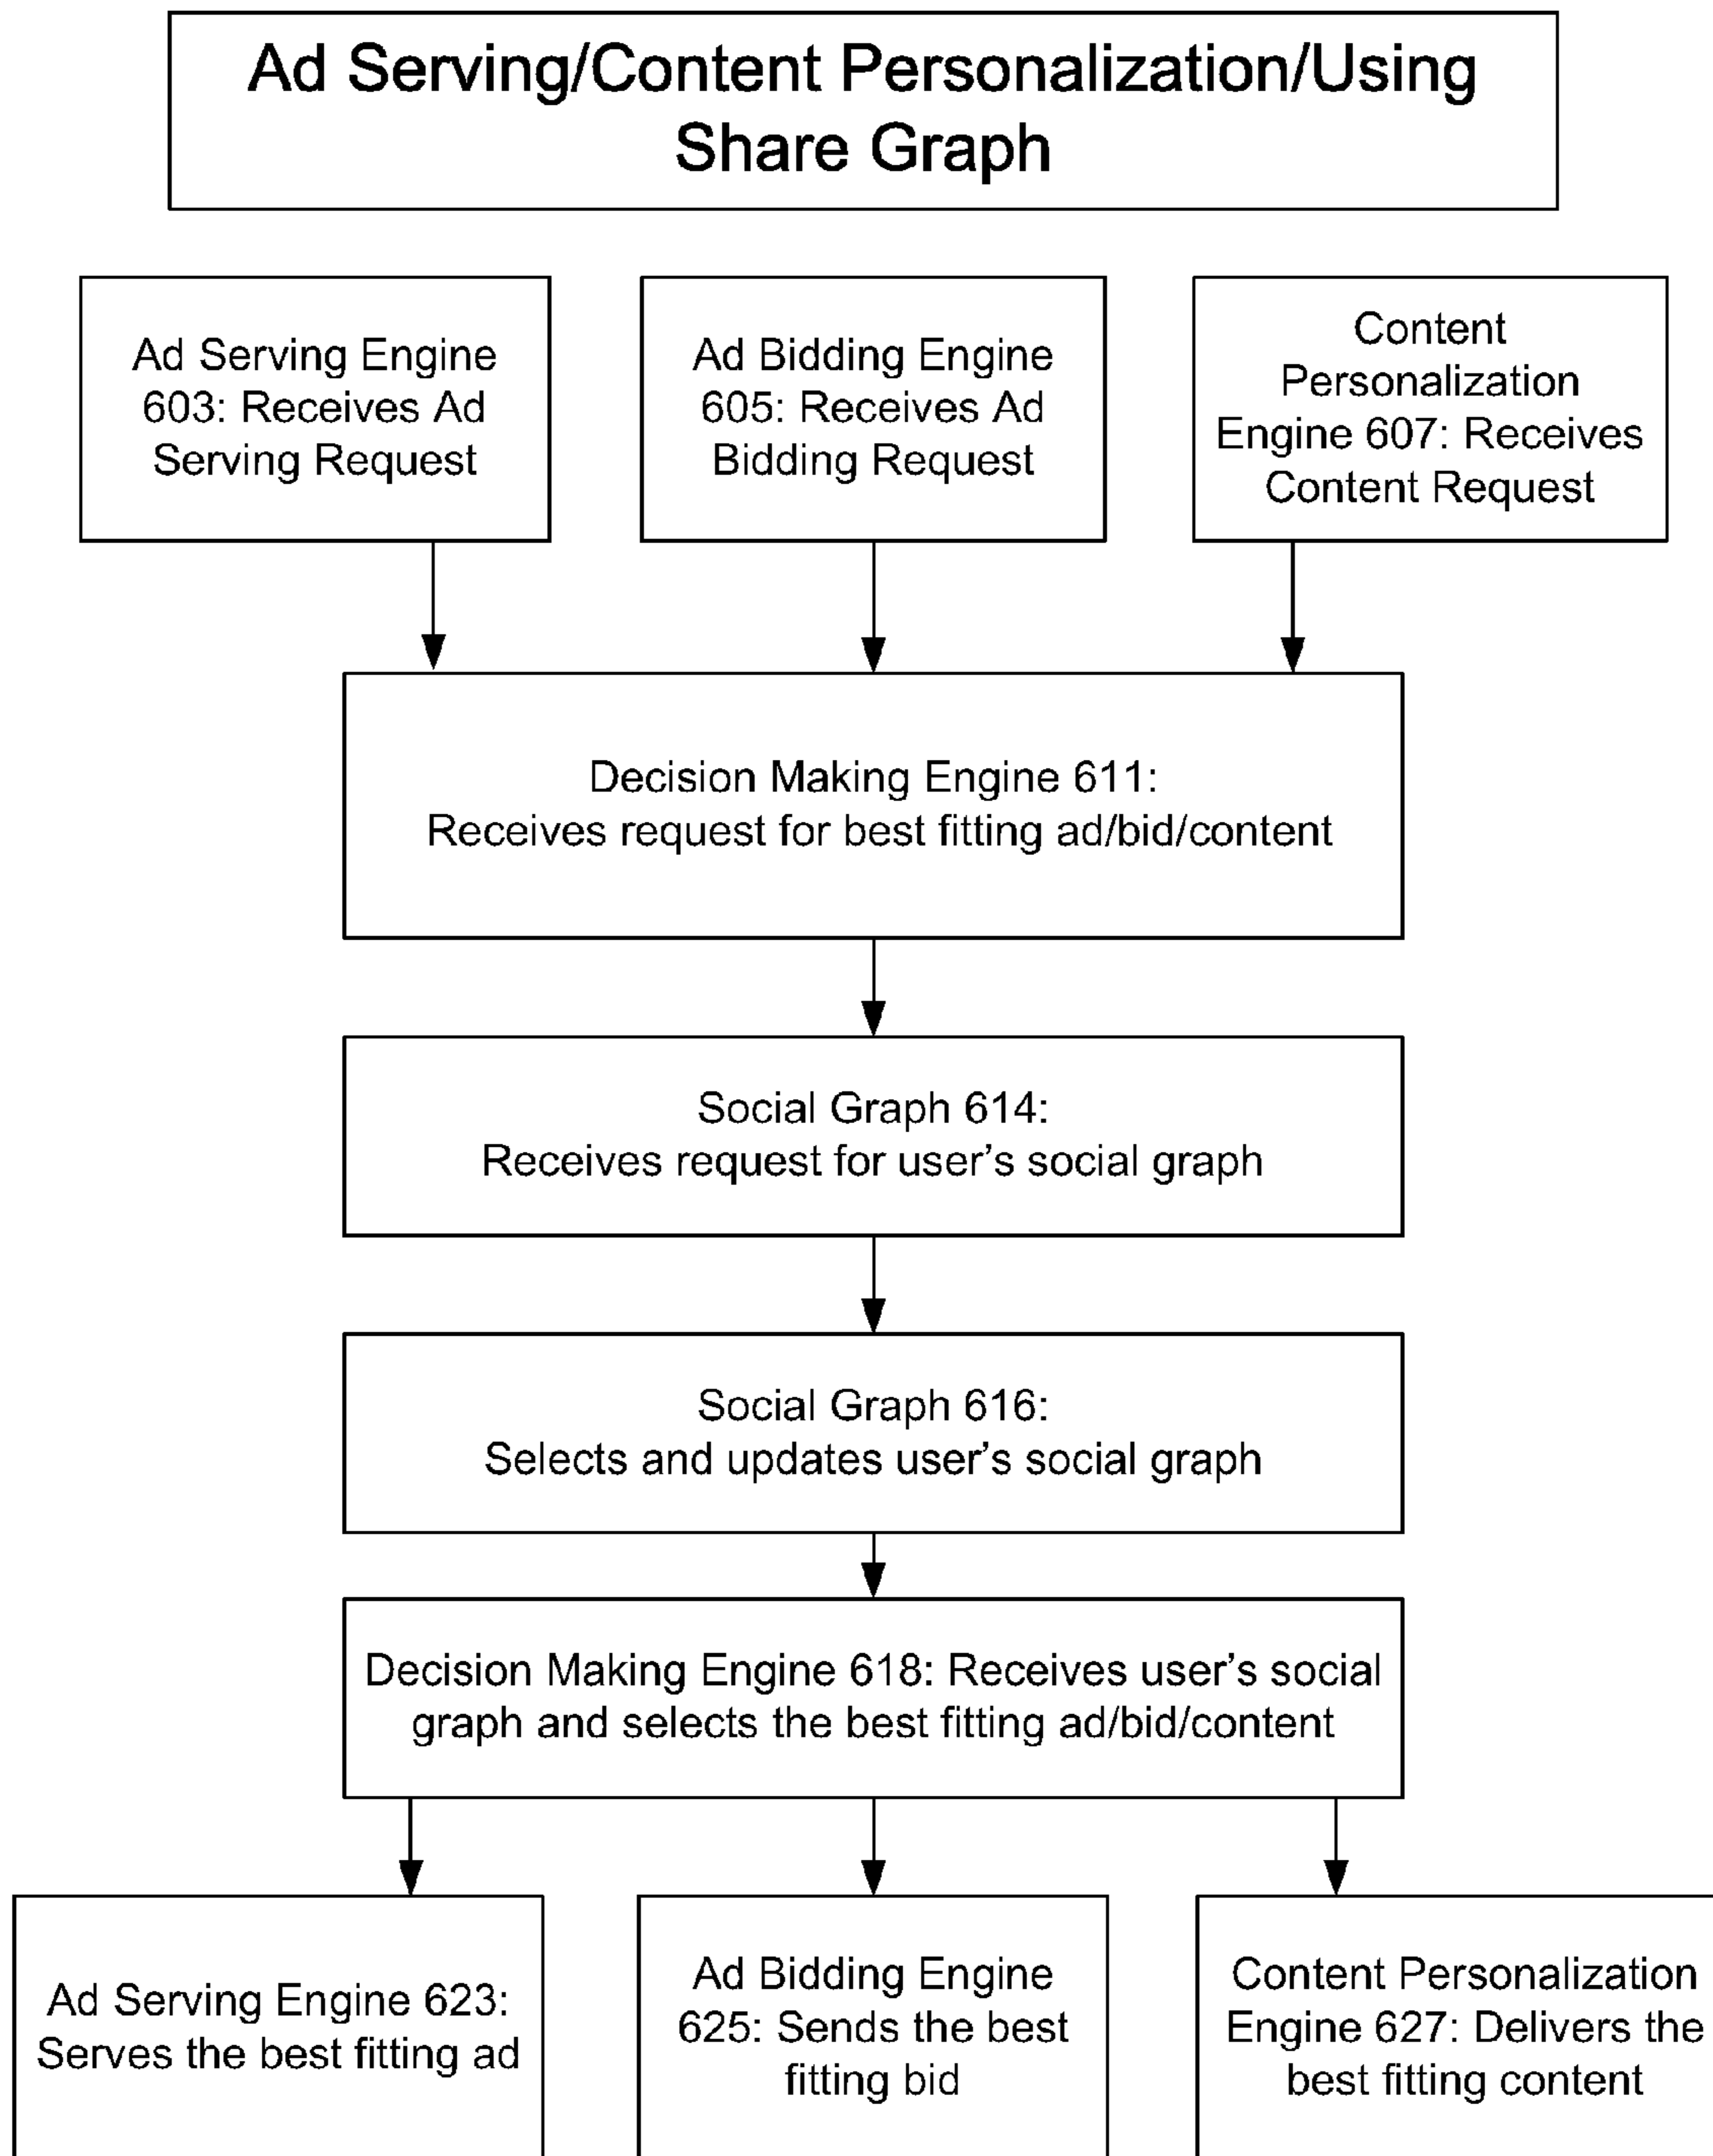 Ad Serving/Content Personalization/Using
Share Graph
Ad Serving Engine
603: Receives Ad
Serving Request
Ad Bidding Engine
605: Receives Ad
Bidding Request
Content
Personalization
Engine 607: Receives
Content Request
Decision Making Engine 611:
Receives request for best fitting ad/bid/content
Social Graph 614:
Receives request for user's social graph
Social Graph 616:
Selects and updates user's social graph
Decision Making Engine 618: Receives user's social
graph and selects the best fitting ad/bid/content
Ad Serving Engine 623:
Serves the best fitting ad
Ad Bidding Engine
625: Sends the best
fitting bid
Content Personalization
Engine 627: Delivers the
best fitting content